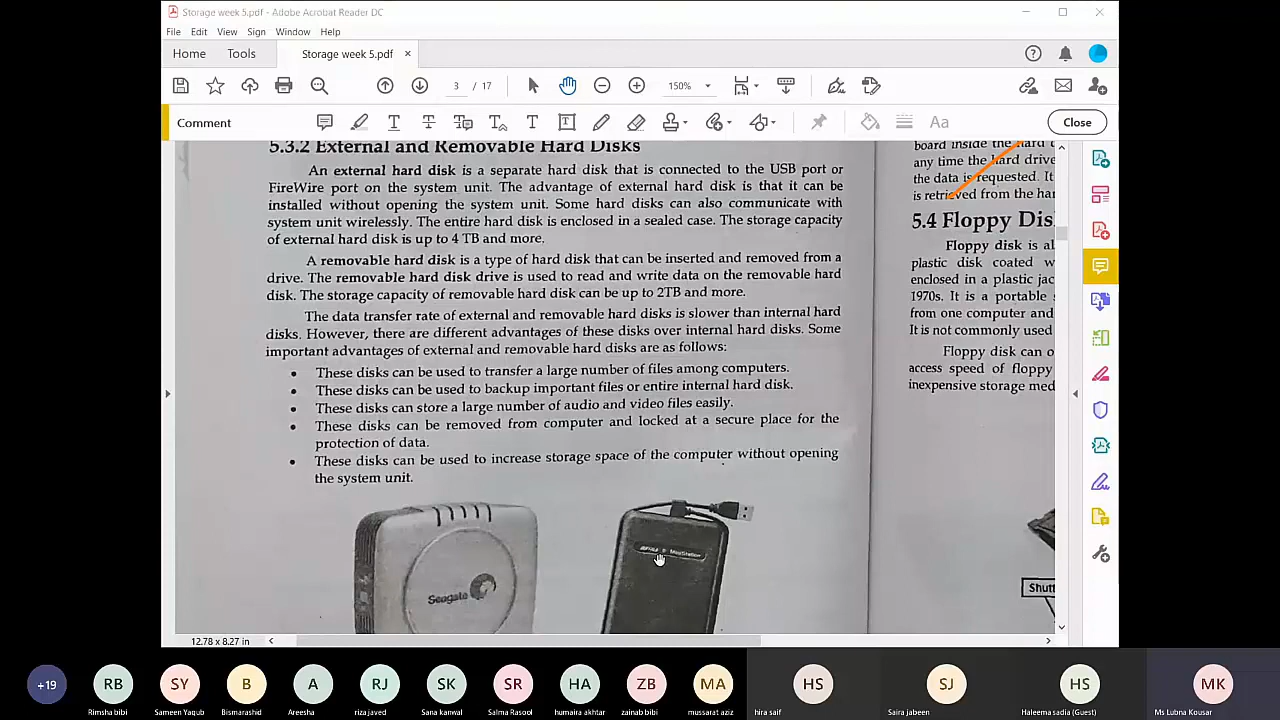 Storage week 5.pdf - Adobe Acrobat Reader DC
File Edit View Sign Window Help
Home Tools Storage week 5.pdf ×
3 / 17 150%
Comment Aa Close
5.3.2 External and Removable Hard Disks
An external hard disk is a separate hard disk that is connected to the USB port or
FireWire port on the system unit. The advantage of external hard disk is that it can be
installed without opening the system unit. Some hard disks can also communicate with
system unit wirelessly. The entire hard disk is enclosed in a sealed case. The storage capacity
of external hard disk is up to 4 TB and more.
A removable hard disk is a type of hard disk that can be inserted and removed from a
drive. The removable hard disk drive is used to read and write data on the removable hard
disk. The storage capacity of removable hard disk can be up to 2TB and more.
The data transfer rate of external and removable hard disks is slower than internal hard
disks. However, there are different advantages of these disks over internal hard disks. Some
important advantages of external and removable hard disks are as follows:
• These disks can be used to transfer a large number of files among computers.
• These disks can be used to backup important files or entire internal hard disk.
• These disks can store a large number of audio and video files easily.
• These disks can be removed from computer and locked at a secure place for the
protection of data.
• These disks can be used to increase storage space of the computer without opening
the system unit.
Seagate
MiniStation
board inside the hard
any time the hard drive
the data is requested. It
is retrieved from the
5.4 Floppy
Floppy disk is
plastic disk coated
enclosed in a plastic
1970s. It is a portable
from one computer and
It is not commonly used
Floppy disk can
access speed of floppy
inexpensive storage
Shutt
12.78 x 8.27 in
+19 RB SY B A RJ SK SR HA ZB MA HS SJ HS MK
Rimsha bibi Sameen Yaqub Bismarashid Areesha riza javed Sana kanwal Salma Rasool humaira akhtar zainab bibi mussarat aziz hira saif Saira jabeen Haleema sadia (Guest) Ms Lubna Kousar